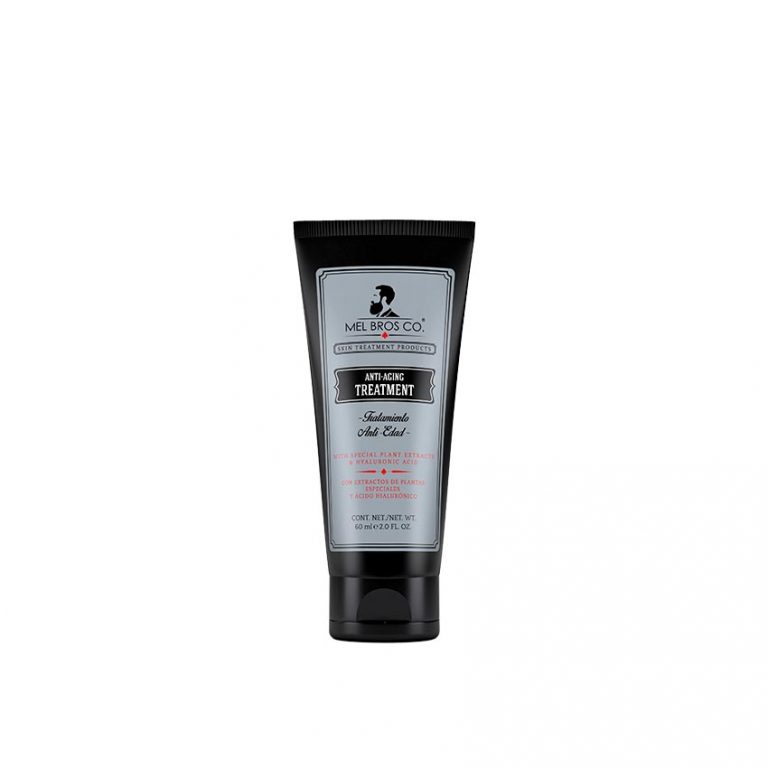 MEL BROS CO.®
SKIN TREATMENT PRODUCTS
ANTI-AGING
TREATMENT
-Tratamiento
Anti-Edad-
WITH SPECIAL PLANT EXTRACTS
& HYALURONIC ACID
CON EXTRACTOS DE PLANTAS
ESPECIALES
Y ÁCIDO HIALURÓNICO
CONT. NET./NET. WT.
60 ml e 2.0 FL. OZ.